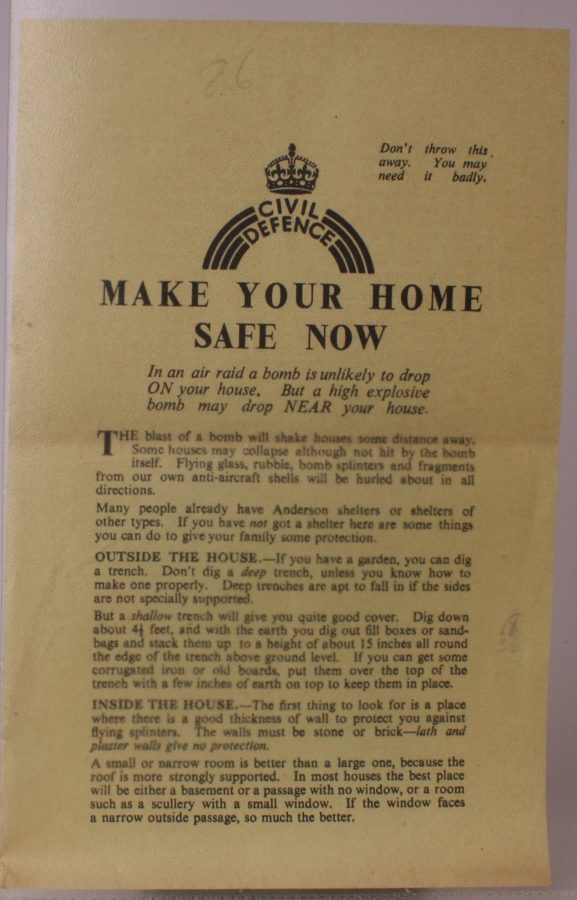 26
Don't throw this
away. You may
need it badly.
CIVIL
DEFENCE
MAKE YOUR HOME
SAFE NOW
In an air raid a bomb is unlikely to drop
ON your house. But a high explosive
bomb may drop NEAR your house.
THE blast of a bomb will shake houses some distance away.
Some houses may collapse although not hit by the bomb
itself. Flying glass, rubble, bomb splinters and fragments
from our own anti-aircraft shells will be hurled about in all
directions.
Many people already have Anderson shelters or shelters of
other types. If you have not got a shelter here are some things
you can do to give your family some protection.
OUTSIDE THE HOUSE.—If you have a garden, you can dig
a trench. Don't dig a deep trench, unless you know how to
make one properly. Deep trenches are apt to fall in if the sides
are not specially supported.
But a shallow trench will give you quite good cover. Dig down
about 4½ feet, and with the earth you dig out fill boxes or sand-
bags and stack them up to a height of about 15 inches all round
the edge of the trench above ground level. If you can get some
corrugated iron or old boards, put them over the top of the
trench with a few inches of earth on top to keep them in place.
INSIDE THE HOUSE.—The first thing to look for is a place
where there is a good thickness of wall to protect you against
flying splinters. The walls must be stone or brick—lath and
plaster walls give no protection.
A small or narrow room is better than a large one, because the
roof is more strongly supported. In most houses the best place
will be either a basement or a passage with no window, or a room
such as a scullery with a small window. If the window faces
a narrow outside passage, so much the better.